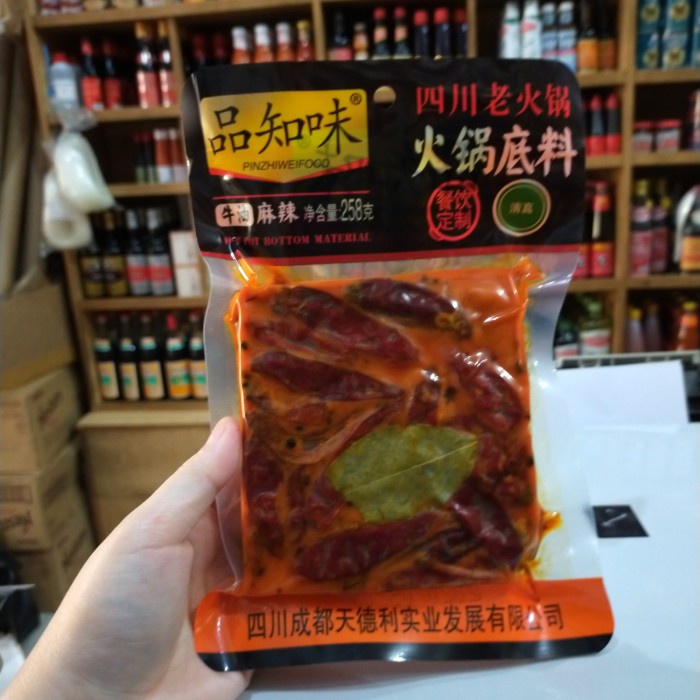 品知味®
PINZHIWEIFOOD
四川老火锅
火锅底料
牛油 麻辣 净含量:258克
HOT POT BOTTOM MATERIAL
餐饮
定制
清真
四川成都天德利实业发展有限公司